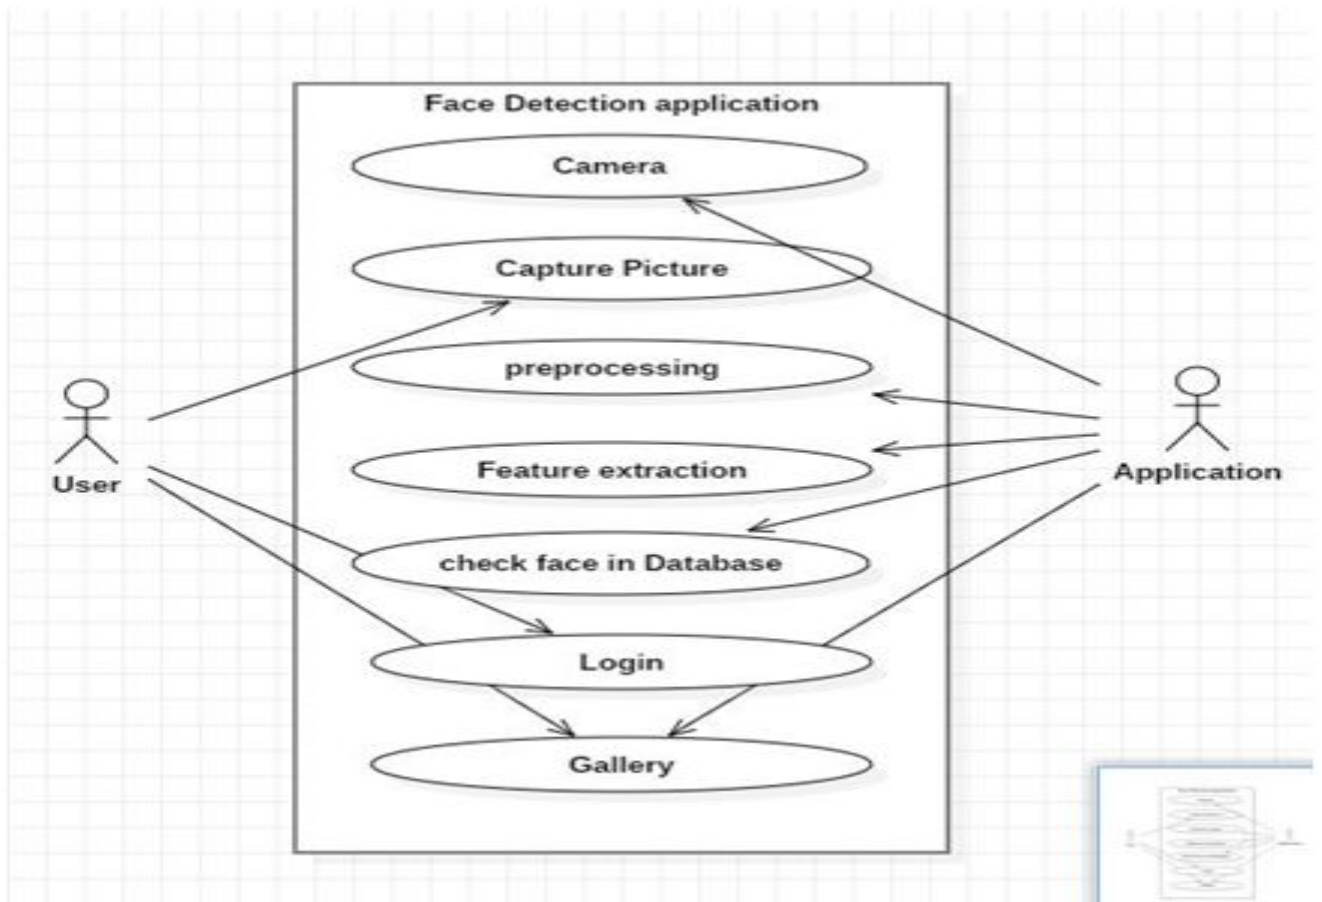 Face Detection application
Camera
Capture Picture
preprocessing
Feature extraction
check face in Database
Login
Gallery
User
Application